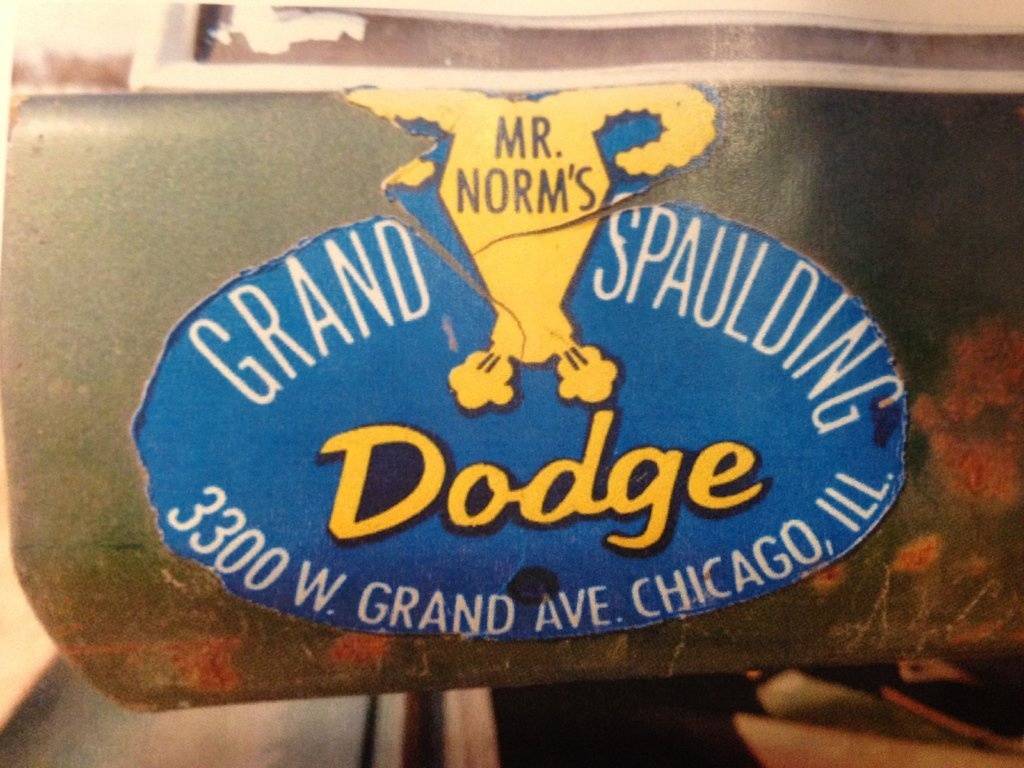 MR.
NORM'S
GRAND SPAULDING
Dodge
3300 W. GRAND AVE. CHICAGO, ILL.